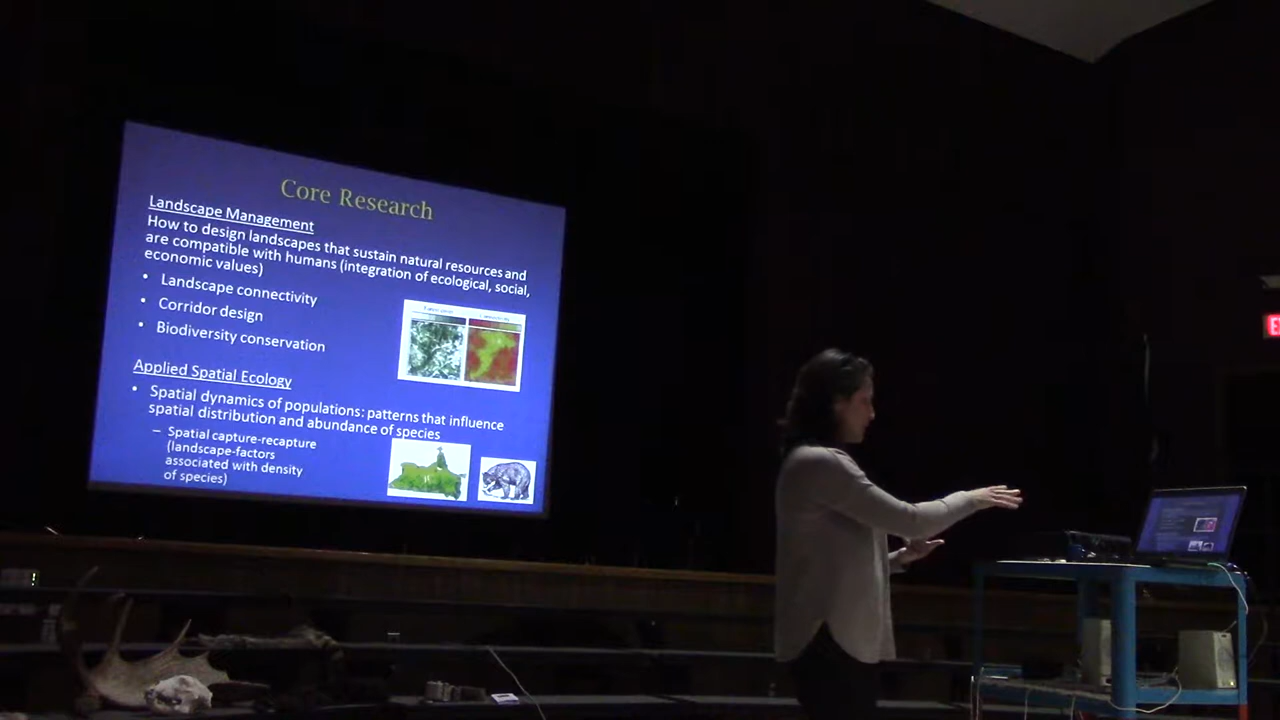 Core Research
Landscape Management
How to design landscapes that sustain natural resources and
are compatible with humans (integration of ecological, social,
economic values)
• Landscape connectivity
• Corridor design
• Biodiversity conservation
Applied Spatial Ecology
• Spatial dynamics of populations: patterns that influence
spatial distribution and abundance of species
– Spatial capture-recapture
(landscape-factors
associated with density
of species)
E